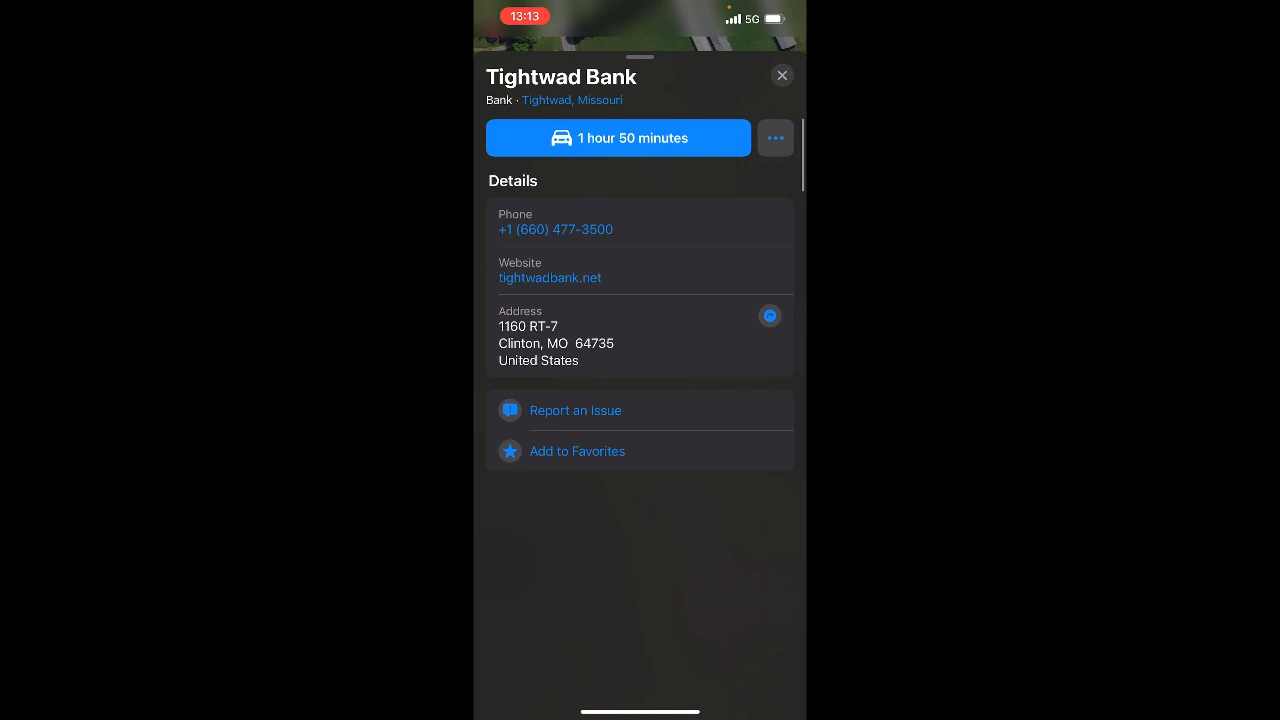 13:13
5G
Tightwad Bank
Bank · Tightwad, Missouri
1 hour 50 minutes
Details
Phone
+1 (660) 477-3500
Website
tightwadbank.net
Address
1160 RT-7
Clinton, MO  64735
United States
Report an Issue
Add to Favorites